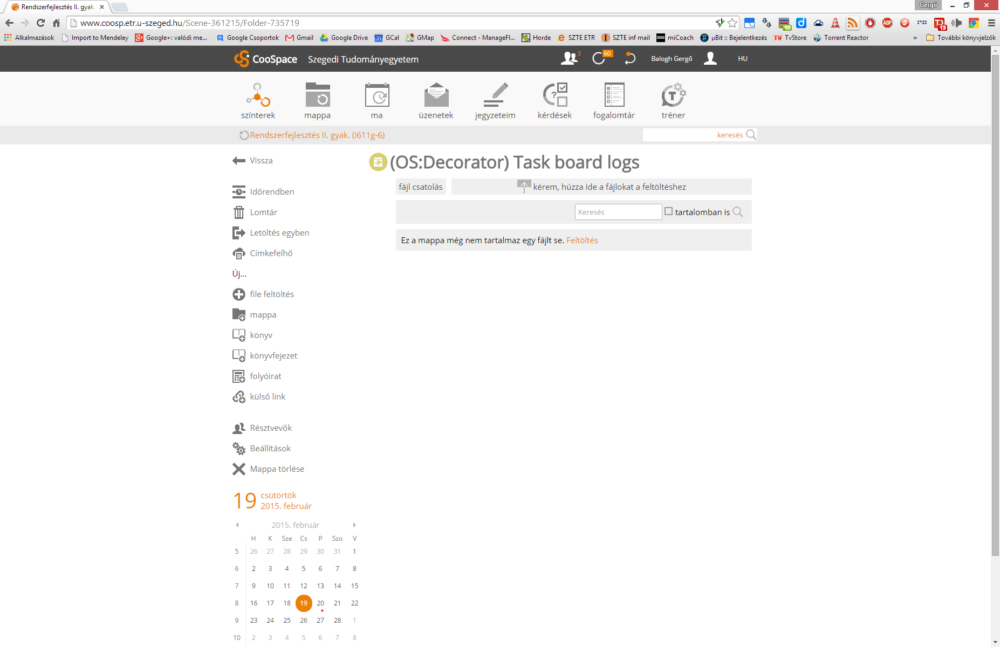 Rendszerfejlesztés II. gyak.
Gergő
www.coosp.etr.u-szeged.hu/Scene-361215/Folder-735719
10
13
Alkalmazások Import to Mendeley Google+: valódi me... Google Csoportok Gmail Google Drive GCal GMap Connect - ManageFl... Horde SZTE ETR SZTE inf mail miCoach µBit :: Bejelentkezés TvStore Torrent Reactor » További könyvjelzők
CooSpace Szegedi Tudományegyetem 3 60 Balogh Gergő HU
színterek mappa ma üzenetek jegyzeteim kérdések fogalomtár tréner
Rendszerfejlesztés II. gyak. (I611g-6) keresés
Vissza
(OS:Decorator) Task board logs
fájl csatolás kérem, húzza ide a fájlokat a feltöltéshez
Keresés tartalomban is
Ez a mappa még nem tartalmaz egy fájlt se. Feltöltés
Időrendben
Lomtár
Letöltés egyben
Címkefelhő
Új...
file feltöltés
mappa
könyv
könyvfejezet
folyóirat
külső link
Résztvevők
Beállítások
Mappa törlése
19 csütörtök
2015. február
2015. február
H K Sze Cs P Szo V
5 26 27 28 29 30 31 1
6 2 3 4 5 6 7 8
7 9 10 11 12 13 14 15
8 16 17 18 19 20 21 22
9 23 24 25 26 27 28 1
10 2 3 4 5 6 7 8